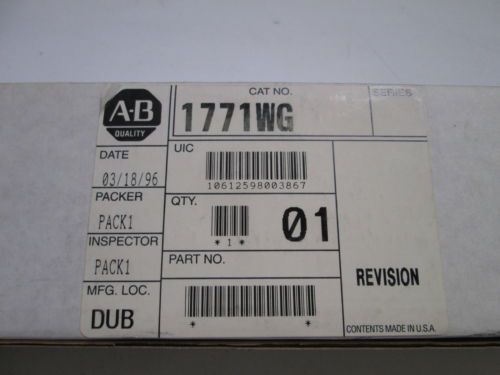 A-B
QUALITY
CAT NO.
1771WG
SERIES
DATE
03/18/96
UIC
10612598003867
PACKER
PACK1
QTY.
*1*
01
INSPECTOR
PACK1
PART NO.
* *
REVISION
MFG. LOC.
DUB
CONTENTS MADE IN U.S.A.